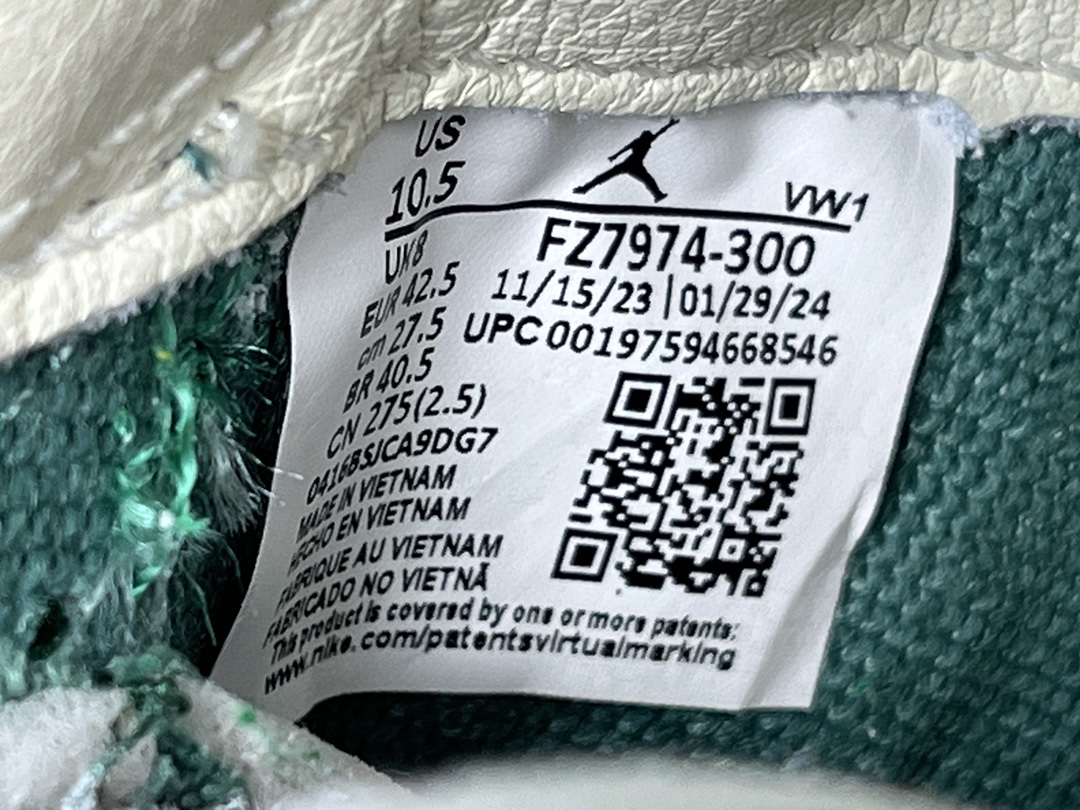 US
10.5
VW1
UK8
EUR 42.5
cm 27.5
BR 40.5
CN 275(2.5)
FZ7974-300
11/15/23 | 01/29/24
UPC 00197594668546
0416BSJCA9DG7
MADE IN VIETNAM
HECHO EN VIETNAM
FABRIQUE AU VIETNAM
FABRICADO NO VIETNÃ
This product is covered by one or more patents:
www.nike.com/patentsvirtualmarking